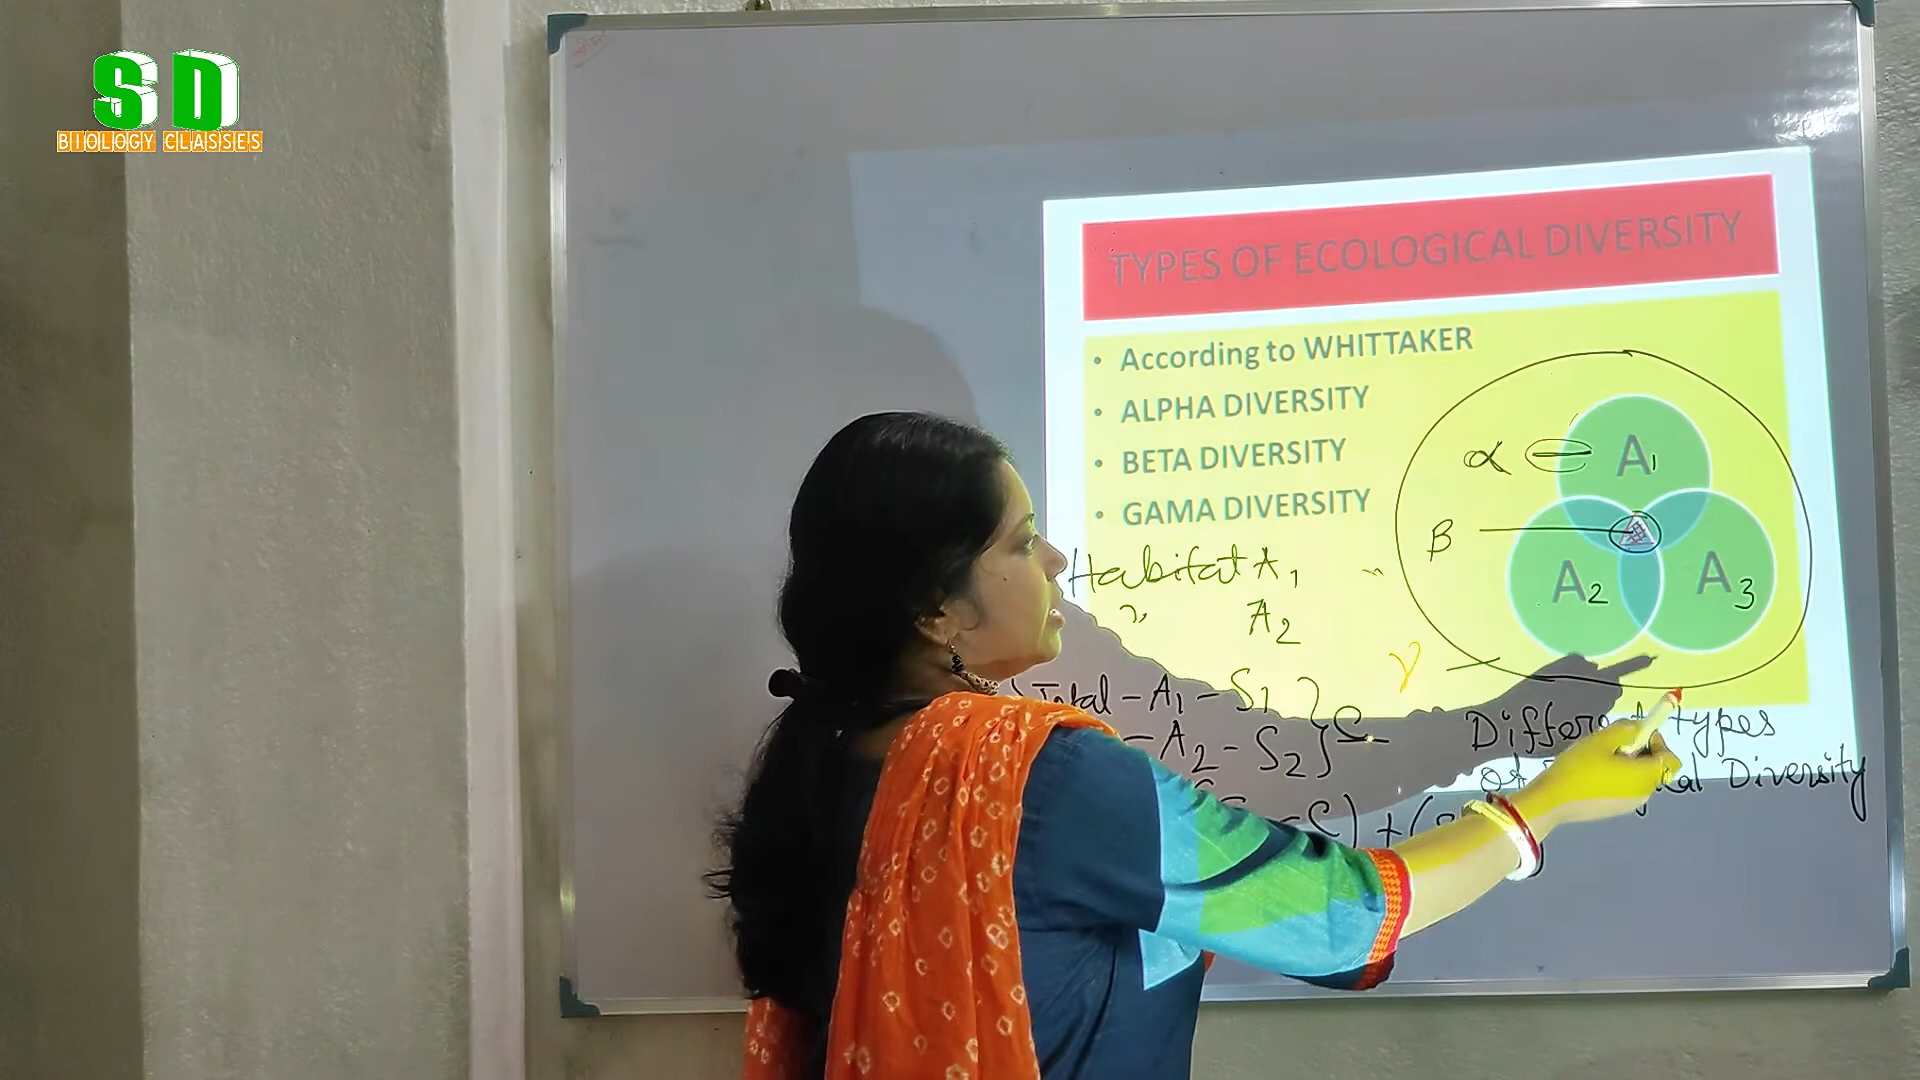 SD
BIOLOGY CLASSES
TYPES OF ECOLOGICAL DIVERSITY
• According to WHITTAKER
• ALPHA DIVERSITY
• BETA DIVERSITY
• GAMA DIVERSITY
α = A1
B
A2
A3
γ
Habitat A1
" A2
Total - A1 - S1
- A2 - S2
types
Diversity